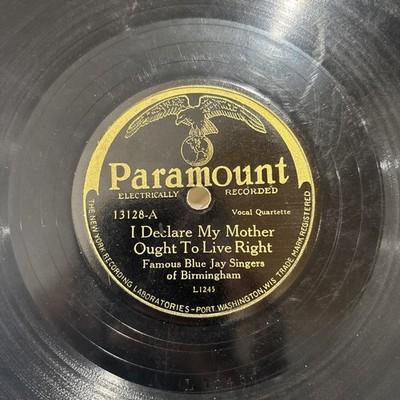 Paramount
ELECTRICALLY RECORDED
13128-A Vocal Quartette
I Declare My Mother
Ought To Live Right
Famous Blue Jay Singers
of Birmingham
L1245
THE NEW YORK RECORDING LABORATORIES-PORT WASHINGTON, WIS. TRADE MARK REGISTERED